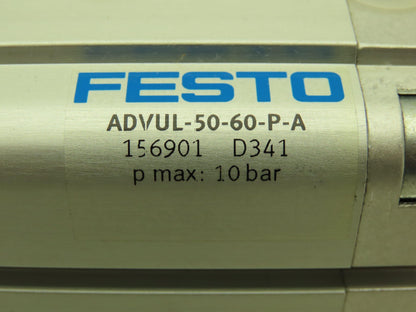 FESTO
ADVUL-50-60-P-A
156901 D341
p max: 10 bar